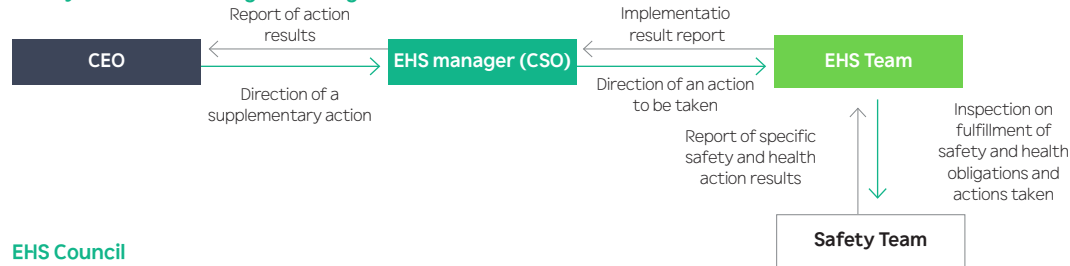 Report of action
results
Implementatio
result report
CEO
EHS manager (CSO)
EHS Team
Direction of a
supplementary action
Direction of an action
to be taken
Report of specific
safety and health
action results
Inspection on
fulfillment of
safety and health
obligations and
actions taken
Safety Team
EHS Council